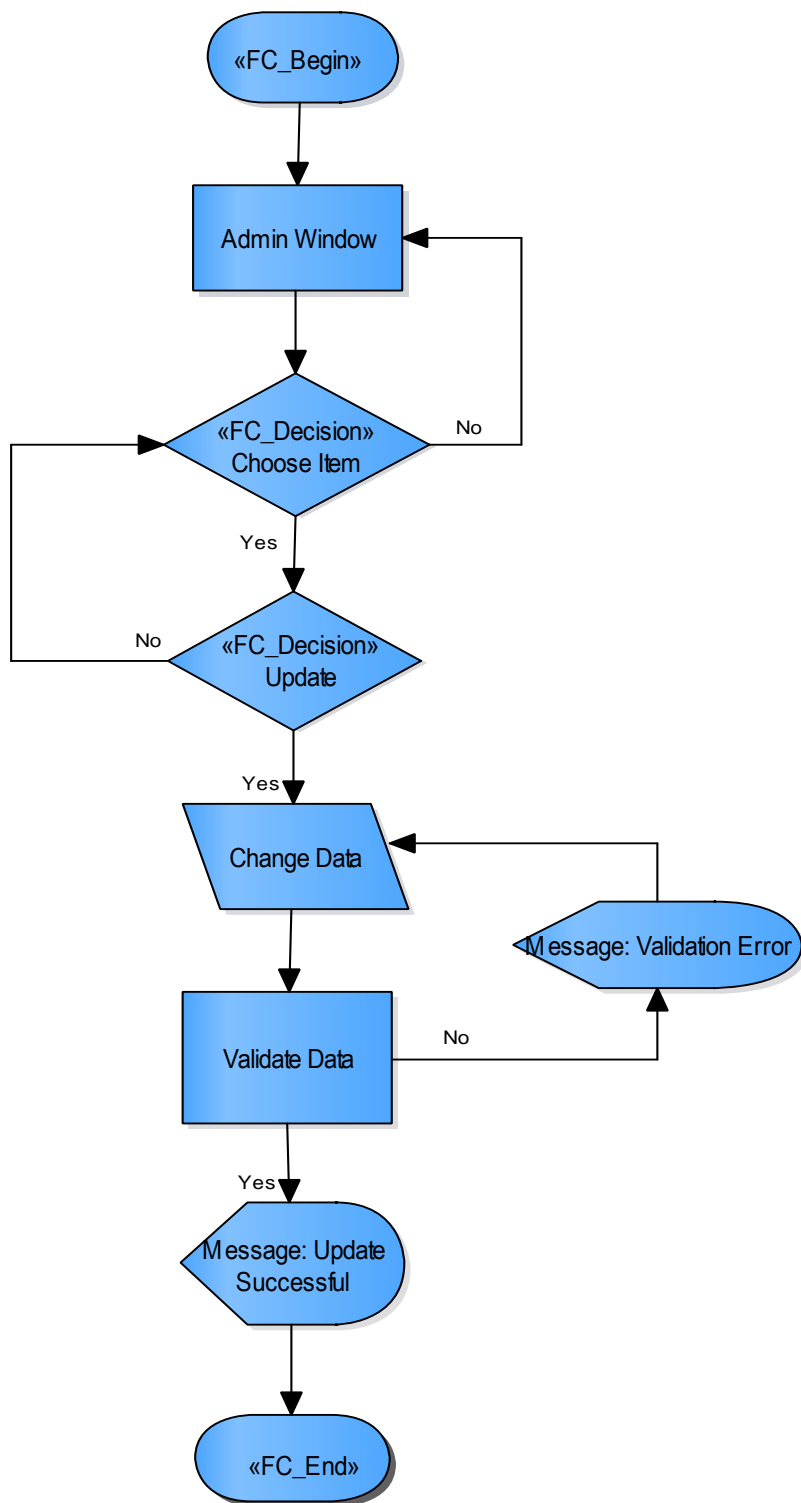 «FC_Begin»
Admin Window
«FC_Decision»
Choose Item
No
Yes
«FC_Decision»
Update
No
Yes
Change Data
Message: Validation Error
Validate Data
No
Yes
Message: Update
Successful
«FC_End»